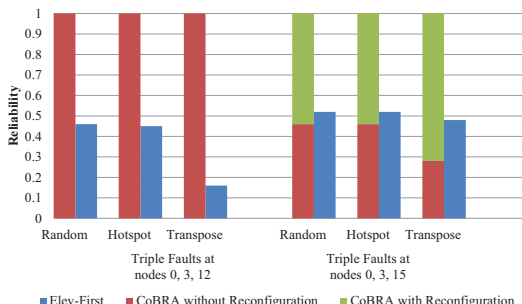 1
0.9
0.8
0.7
0.6
0.5
0.4
0.3
0.2
0.1
0
Reliability
Random Hotspot Transpose Random Hotspot Transpose
Triple Faults at
nodes 0, 3, 12
Triple Faults at
nodes 0, 3, 15
Elev-First CoBRA without Reconfiguration CoBRA with Reconfiguration